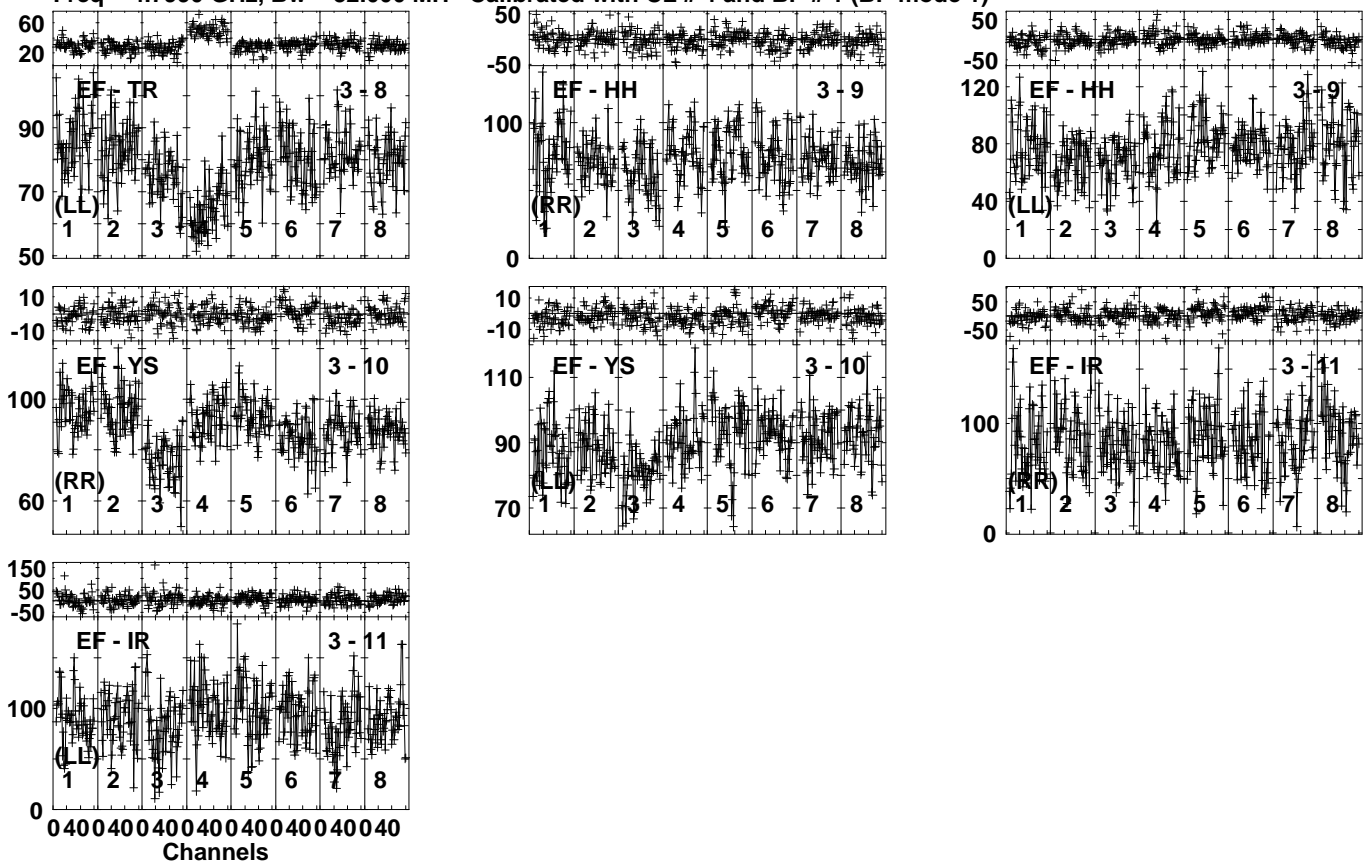 60
20
EF - TR 3 - 8
90
70
(LL)
1 2 3 4 5 6 7 8
50
50
-50
EF - HH 3 - 9
100
(RR)
1 2 3 4 5 6 7 8
0
50
-50
120
EF - HH 3 - 9
80
40
(LL)
1 2 3 4 5 6 7 8
0
10
-10
EF - YS 3 - 10
100
(RR)
60
1 2 3 4 5 6 7 8
10
-10
110
EF - YS 3 - 10
90
(LL)
70
1 2 3 4 5 6 7 8
50
-50
EF - IR 3 - 11
100
(RR)
1 2 3 4 5 6 7 8
0
150
50
-50
EF - IR 3 - 11
100
(LL)
1 2 3 4 5 6 7 8
0
0 40 0 40 0 40 0 40 0 40 0 40 0 40 0 40
Channels